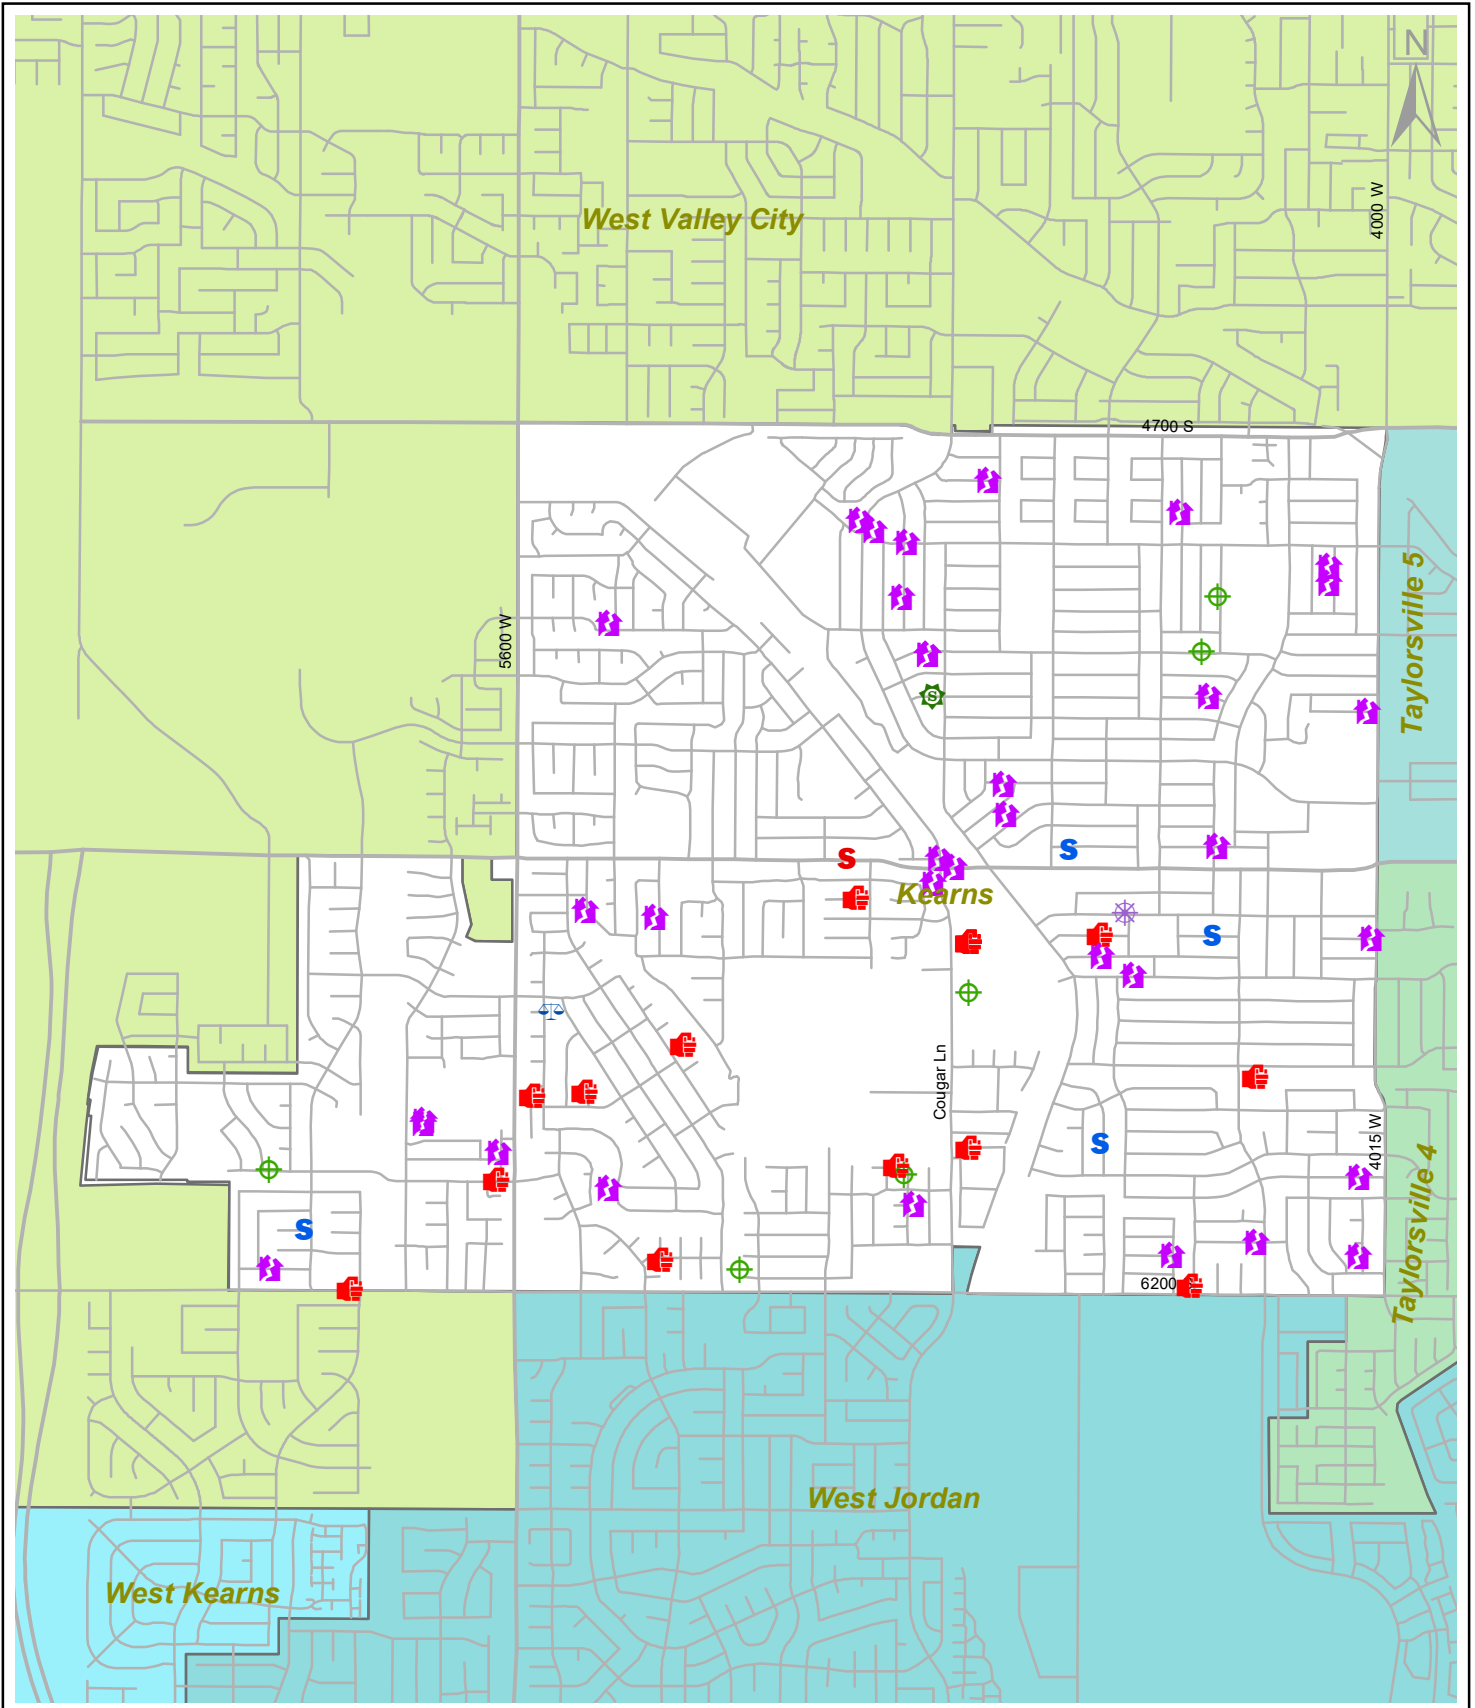 N
West Valley City
4000 W
4700 S
Taylorsville 5
5600 W
S
S
S
Kearns
S
Cougar Ln
4015 W
S
Taylorsville 4
S
6200
West Jordan
West Kearns